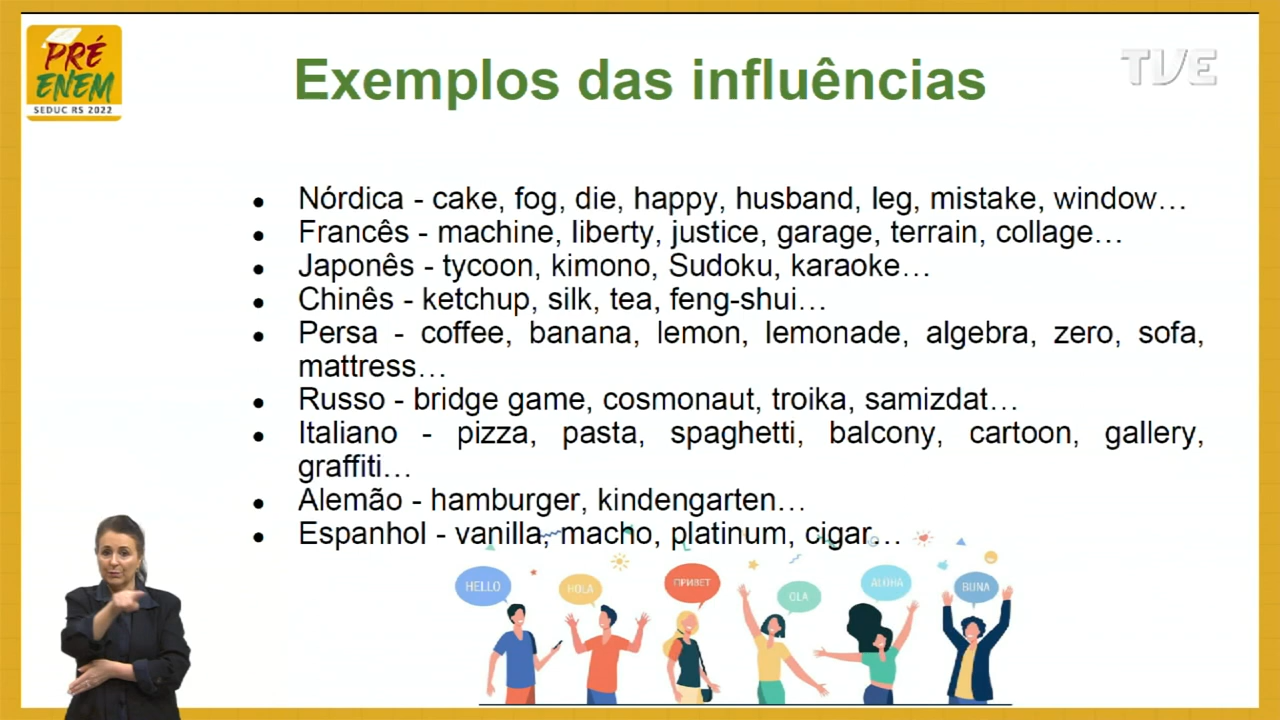 PRÉ
ENEM
SEDUC RS 2022
TVE
Exemplos das influências
● Nórdica - cake, fog, die, happy, husband, leg, mistake, window…
● Francês - machine, liberty, justice, garage, terrain, collage…
● Japonês - tycoon, kimono, Sudoku, karaoke…
● Chinês - ketchup, silk, tea, feng-shui…
● Persa - coffee, banana, lemon, lemonade, algebra, zero, sofa,
mattress…
● Russo - bridge game, cosmonaut, troika, samizdat…
● Italiano - pizza, pasta, spaghetti, balcony, cartoon, gallery,
graffiti…
● Alemão - hamburger, kindengarten…
● Espanhol - vanilla, macho, platinum, cigar…
HELLO
HOLA
ПРИВЕТ
OLA
ALOHA
BUNA